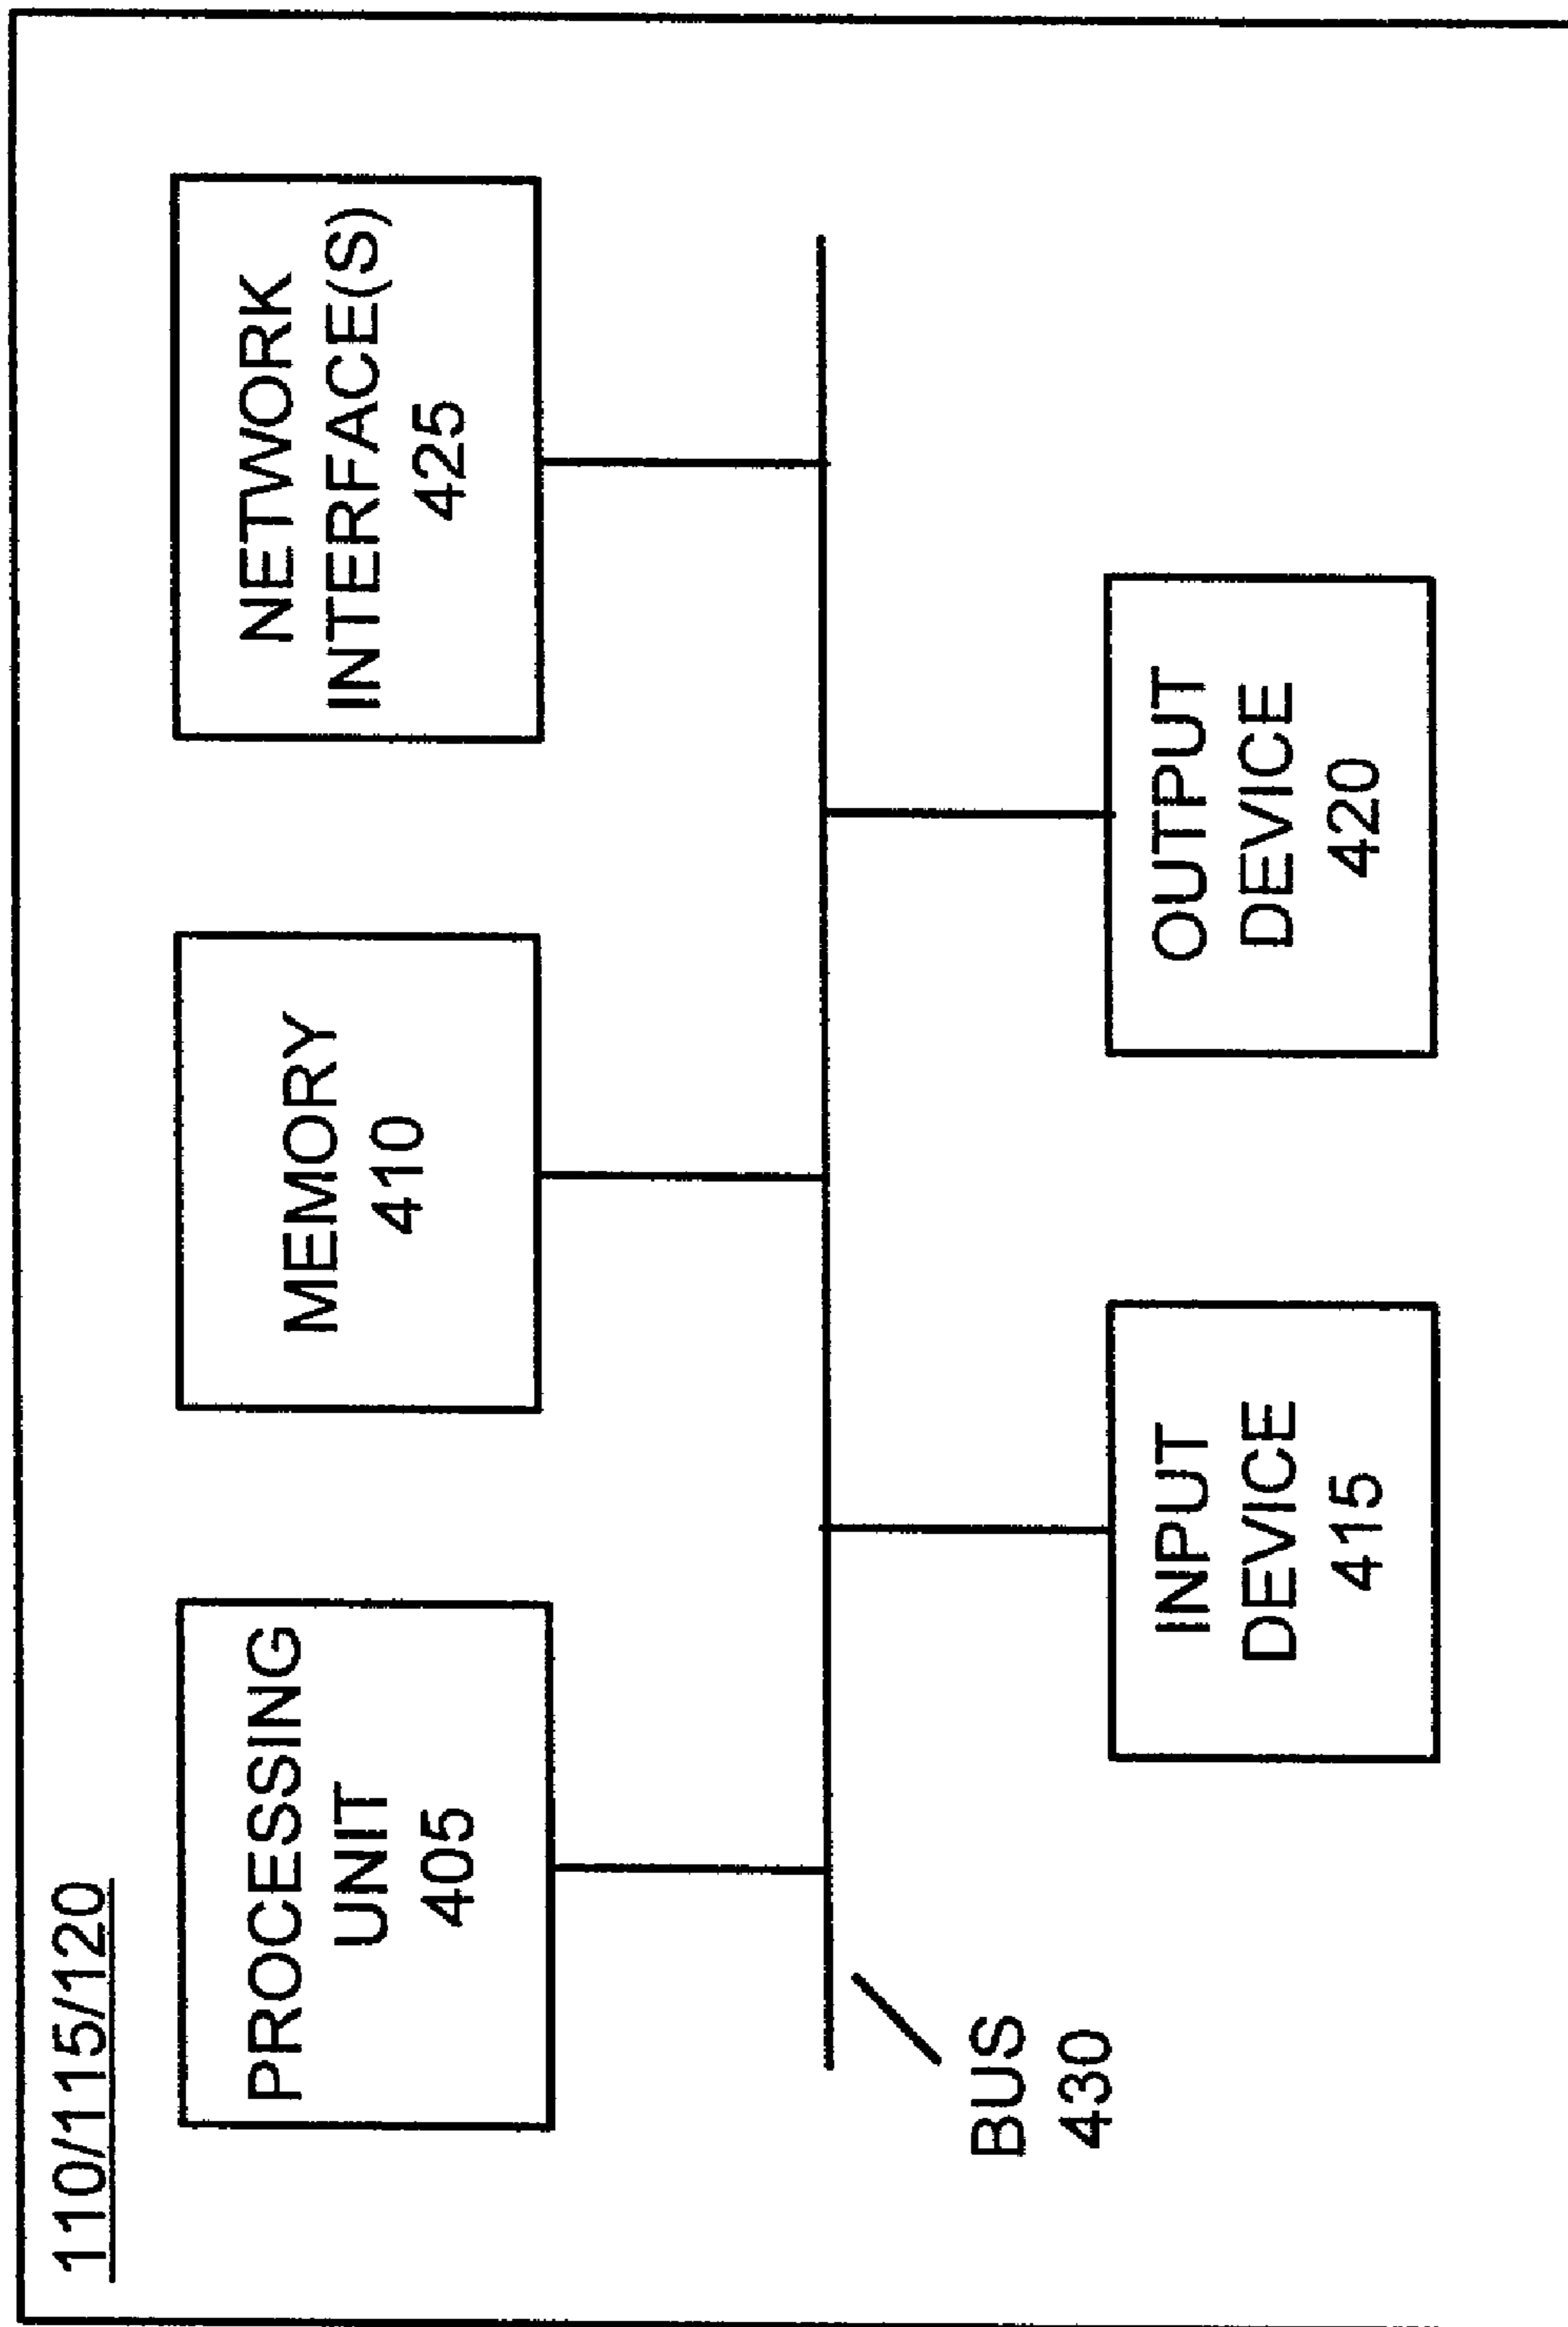 110/115/120
PROCESSING
UNIT
405
MEMORY
410
NETWORK
INTERFACE(S)
425
BUS
430
INPUT
DEVICE
415
OUTPUT
DEVICE
420